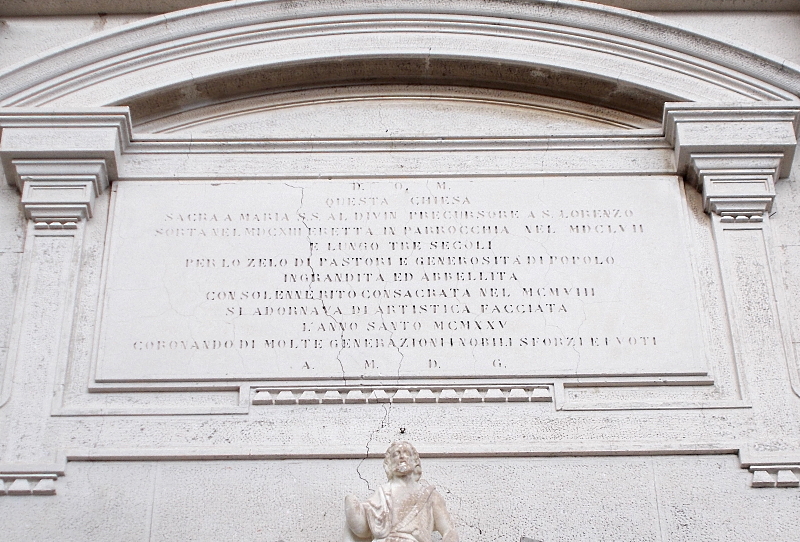 D. O. M.
QUESTA CHIESA
SACRA A MARIA S.S AL DIVIN PRECURSORE A S. LORENZO
SORTA NEL MDCXIII ERETTA IN PARROCCHIA NEL MDCLVII
E LUNGO TRE SECOLI
PER LO ZELO DI PASTORI E GENEROSITÀ DI POPOLO
INGRANDITA ED ABBELLITA
CON SOLENNE RITO CONSACRATA NEL MCMVIII
SI ADORNAVA DI ARTISTICA FACCIATA
L'ANNO SANTO MCMXXV
CORONANDO DI MOLTE GENERAZIONI I NOBILI SFORZI E I VOTI
A. M. D. G.